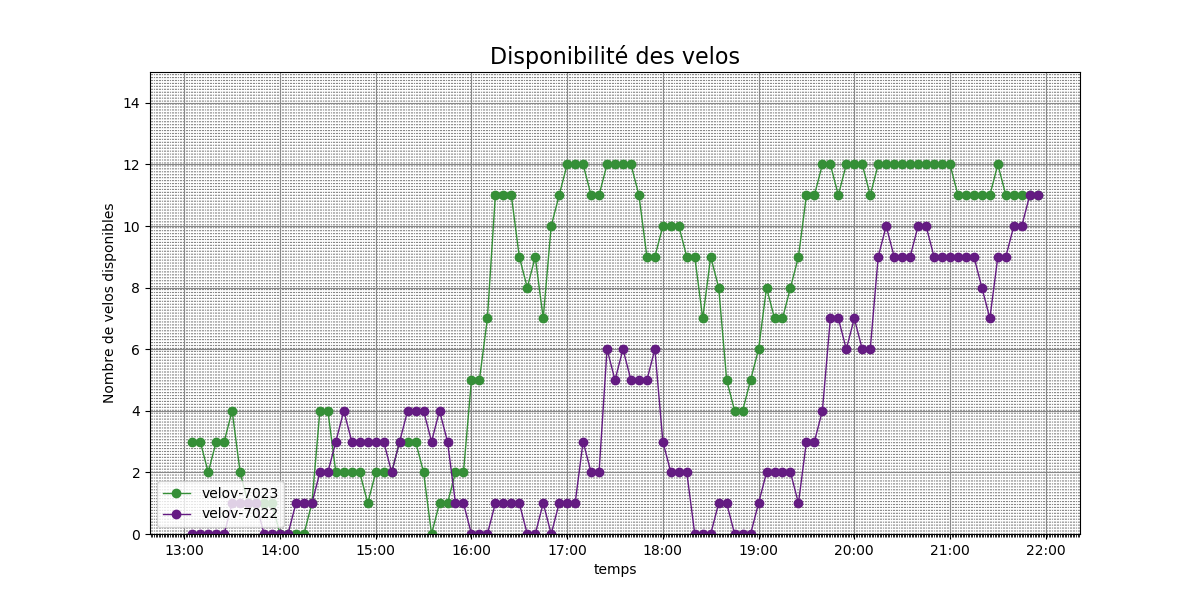 Disponibilité des velos
Nombre de velos disponibles
14
12
10
8
6
4
2
0
velov-7023
velov-7022
13:00 14:00 15:00 16:00 17:00 18:00 19:00 20:00 21:00 22:00
temps